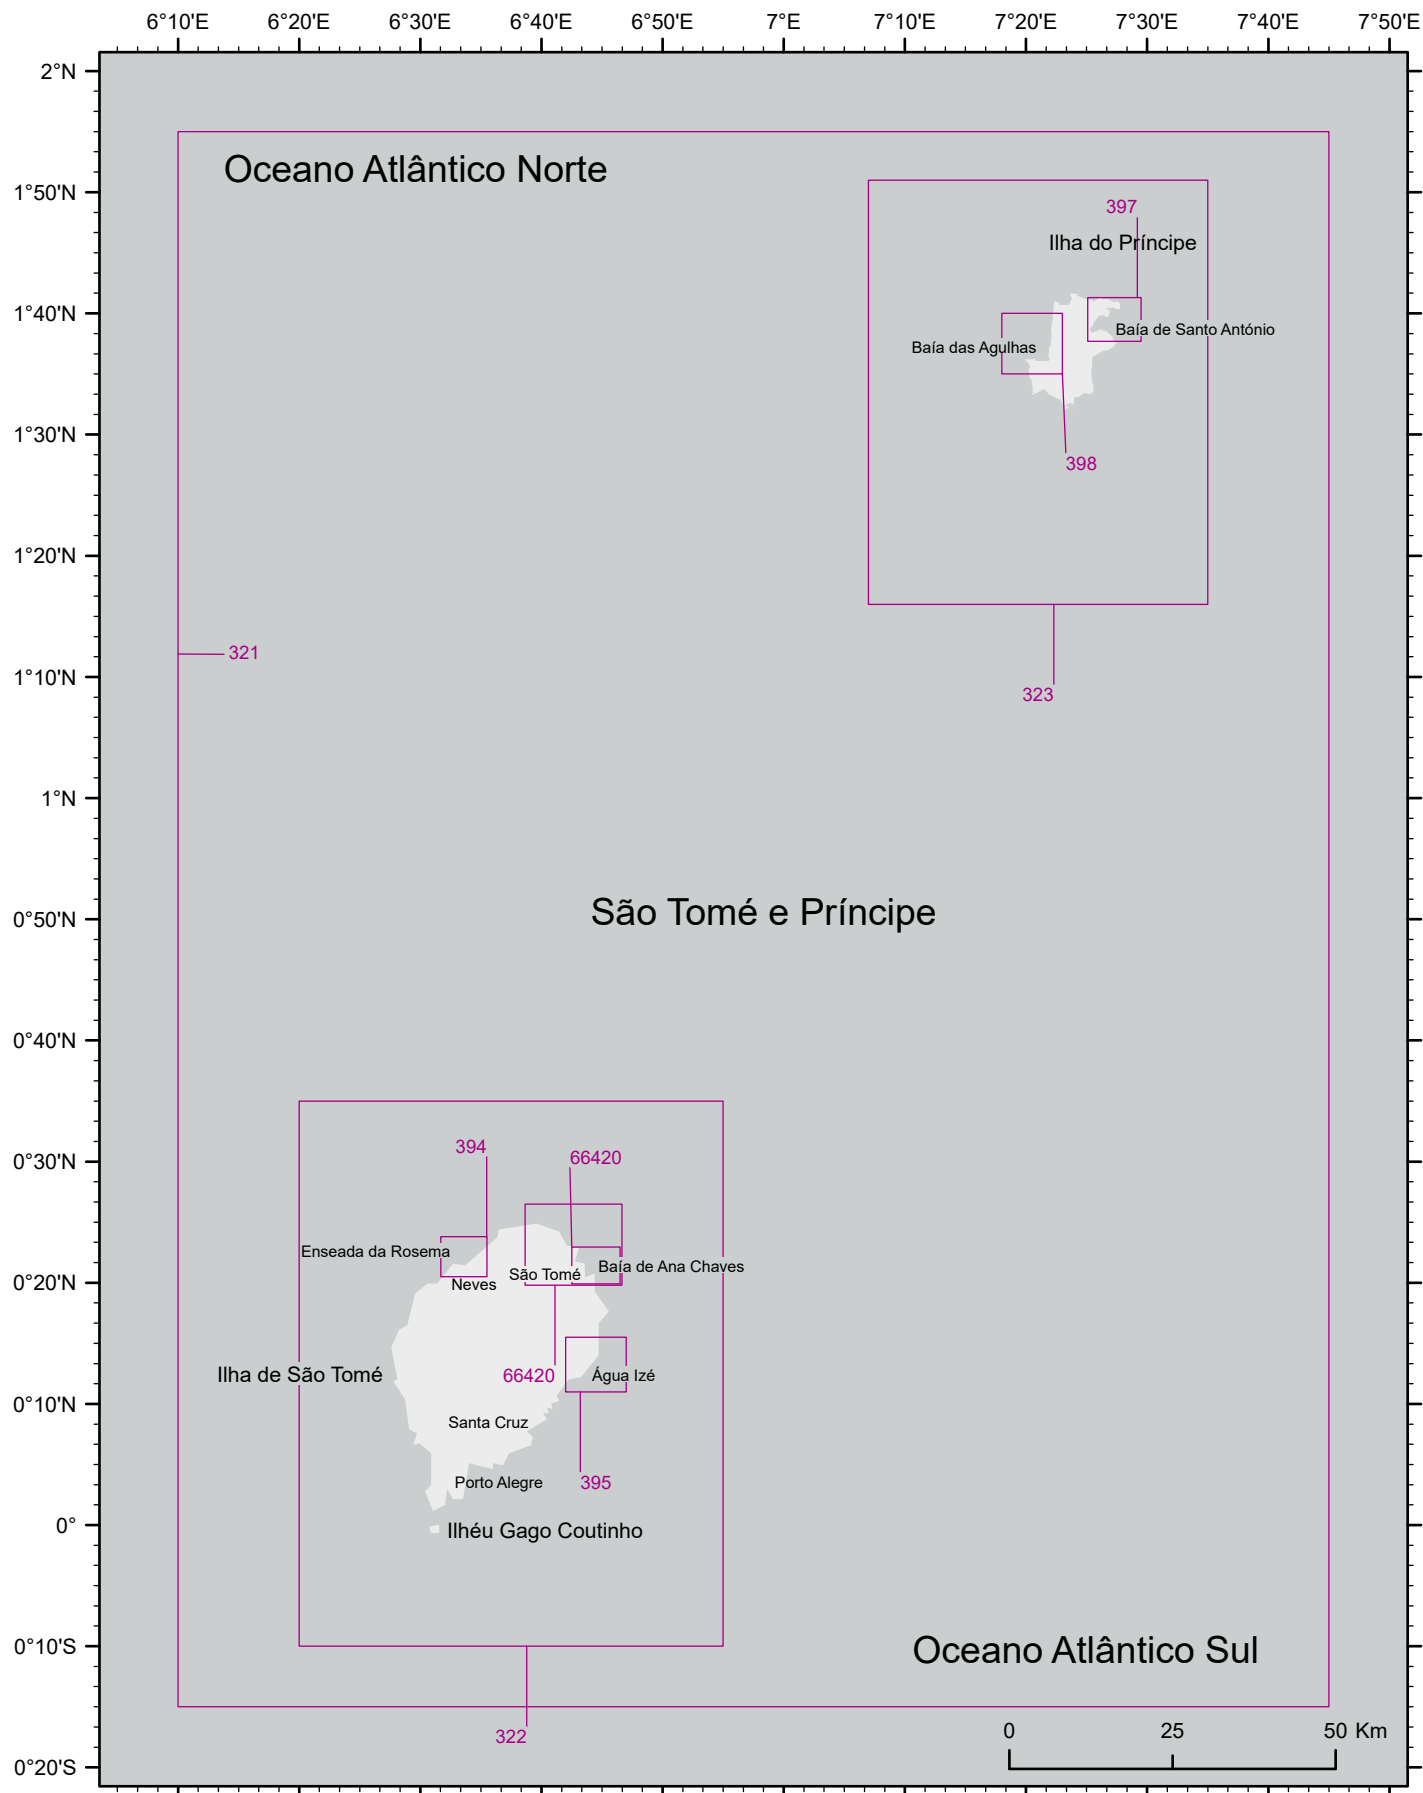 6°10'E 6°20'E 6°30'E 6°40'E 6°50'E 7°E 7°10'E 7°20'E 7°30'E 7°40'E 7°50'E
2°N
Oceano Atlântico Norte
1°50'N
397
Ilha do Príncipe
1°40'N
Baía de Santo António
Baía das Agulhas
1°30'N
398
1°20'N
321
1°10'N
323
1°N
São Tomé e Príncipe
0°50'N
0°40'N
0°30'N
394
66420
Enseada da Rosema
Baía de Ana Chaves
São Tomé
0°20'N
Neves
Ilha de São Tomé
66420
Água Izé
0°10'N
Santa Cruz
Porto Alegre
395
0°
Ilhéu Gago Coutinho
0°10'S
Oceano Atlântico Sul
322
0 25 50 Km
0°20'S